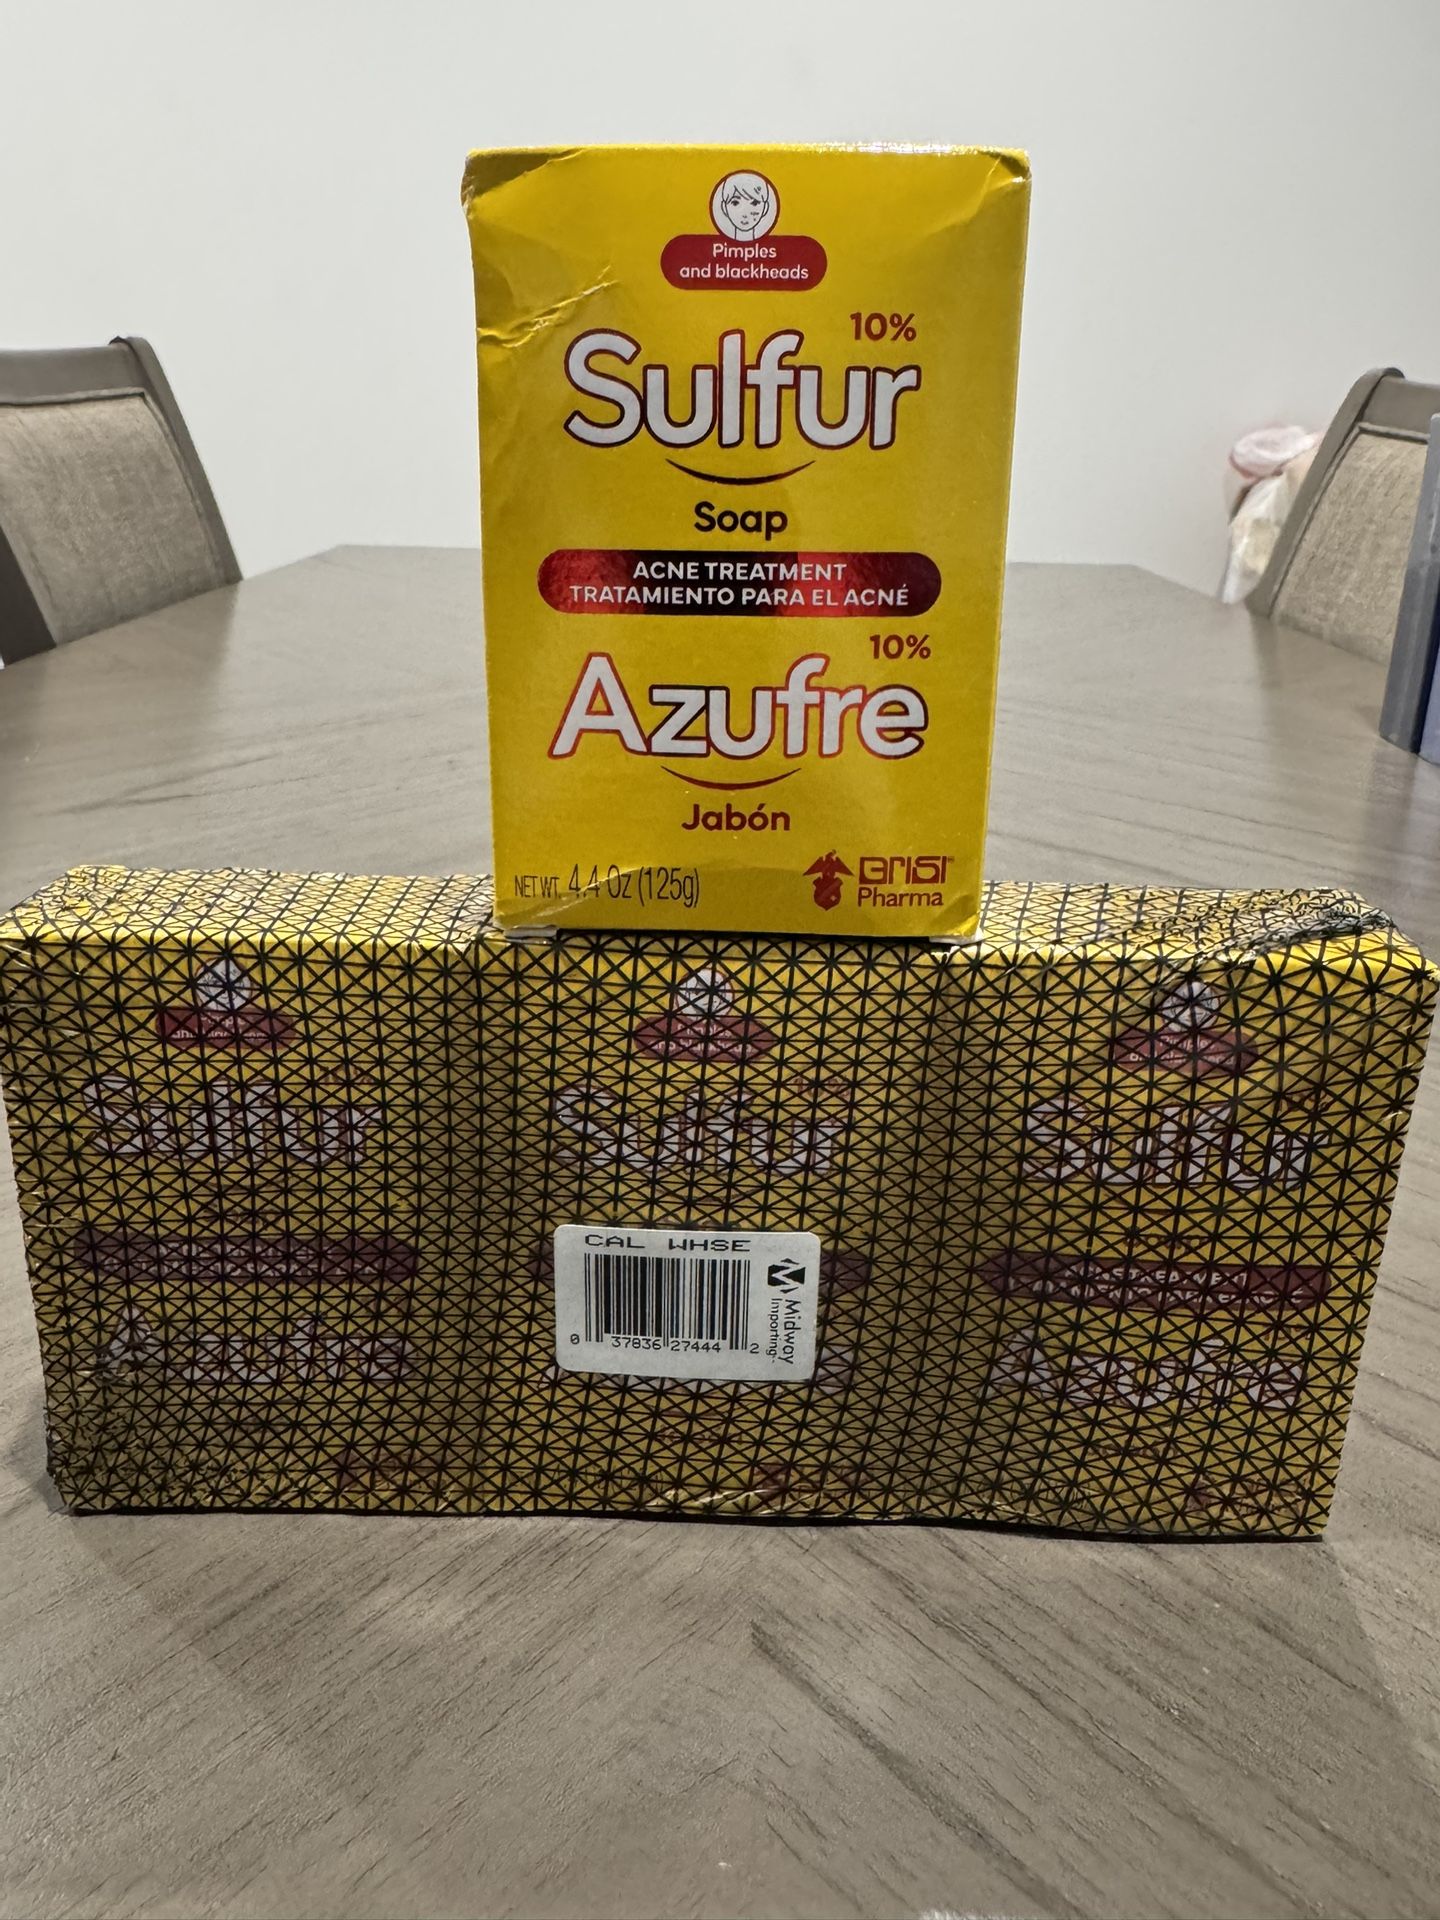 Pimples
and blackheads
10%
Sulfur
Soap
ACNE TREATMENT
TRATAMIENTO PARA EL ACNÉ
10%
Azufre
Jabón
NET WT. 4.4 Oz (125g)
GRISI
Pharma
Sulfur
Sulfur
Sulfur
CAL WHSE
0 37836 27444 2
Midway
Importing
Azufre
Azufre